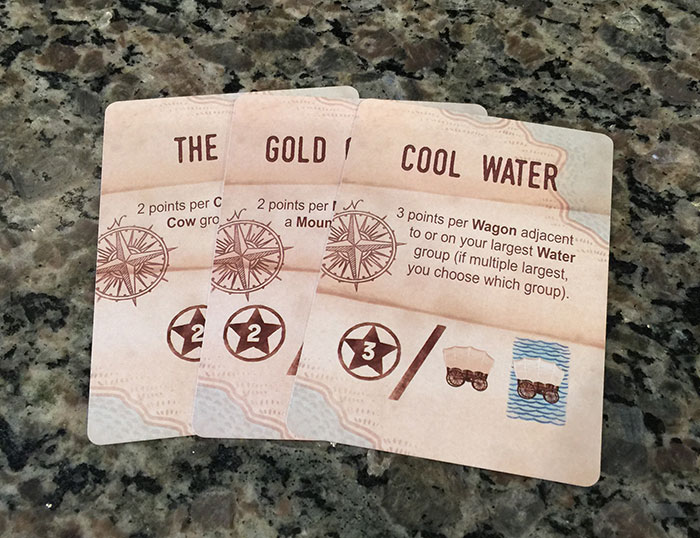 THE
2 points per
Cow
N
2
GOLD
2 points per
a
N
2
COOL WATER
3 points per Wagon adjacent
to or on your largest Water
group (if multiple largest,
you choose which group).
N
3